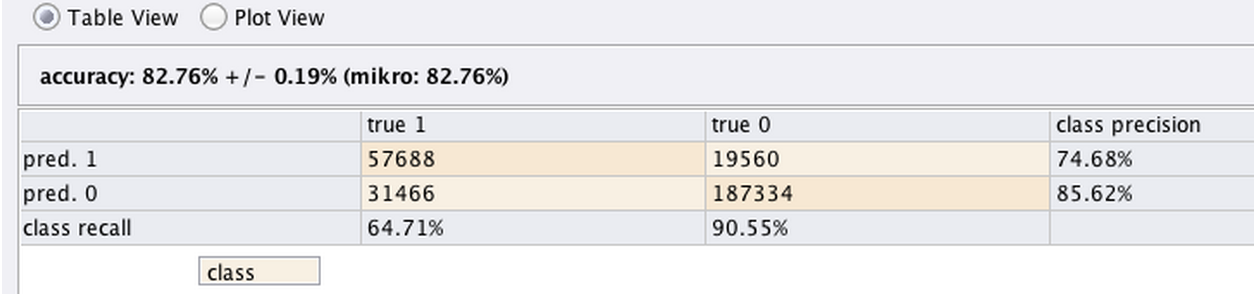 Table View Plot View
accuracy: 82.76% +/- 0.19% (mikro: 82.76%)
true 1 true 0 class precision
pred. 1 57688 19560 74.68%
pred. 0 31466 187334 85.62%
class recall 64.71% 90.55%
class